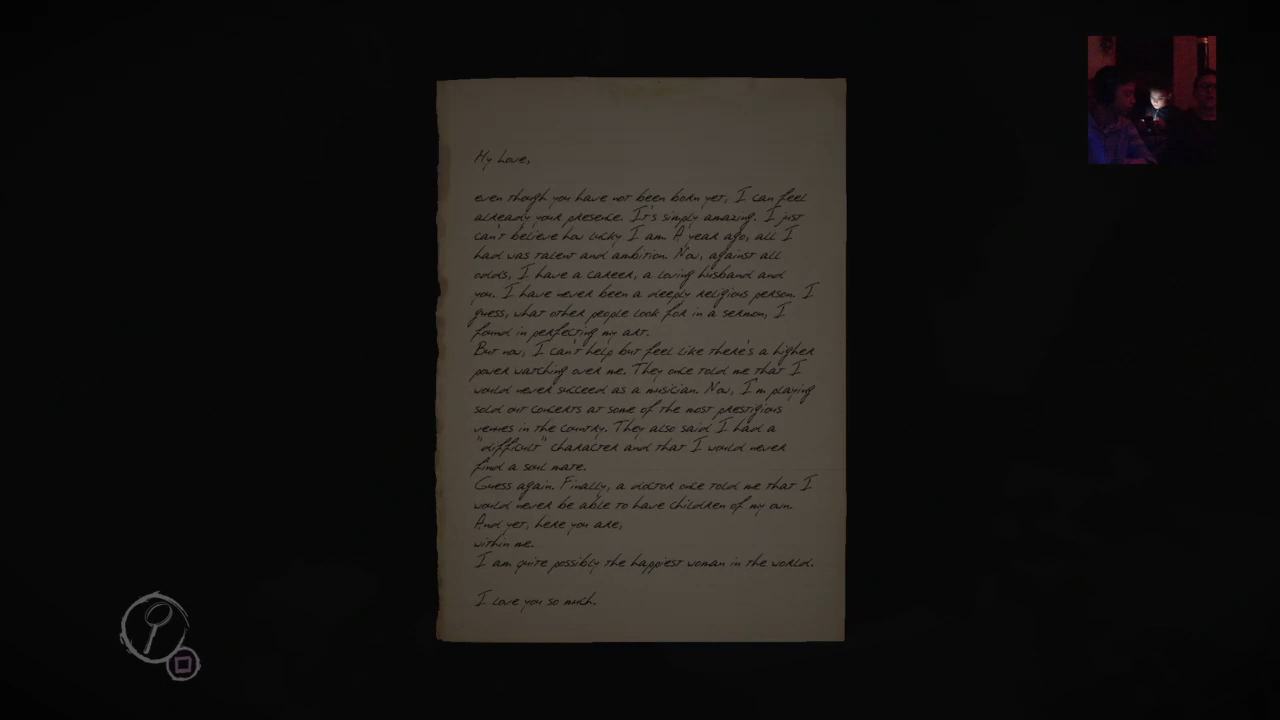 My Love,
even though you have not been born yet, I can feel
already your presence. It's simply amazing. I just
can't believe how lucky I am. A year ago, all I
had was talent and ambition. Now, against all
odds, I have a career, a loving husband and
you. I have never been a deeply religious person. I
guess, what other people look for in a sermon, I
found in perfecting my art.
But now, I can't help but feel like there's a higher
power watching over me. They once told me that I
would never succeed as a musician. Now, I'm playing
sold out concerts at some of the most prestigious
venues in the country. They also said I had a
"difficult" character and that I would never
find a soul mate.
Guess again. Finally, a doctor once told me that I
would never be able to have children of my own.
And yet, here you are,
within me.
I am quite possibly the happiest woman in the world.
I love you so much.